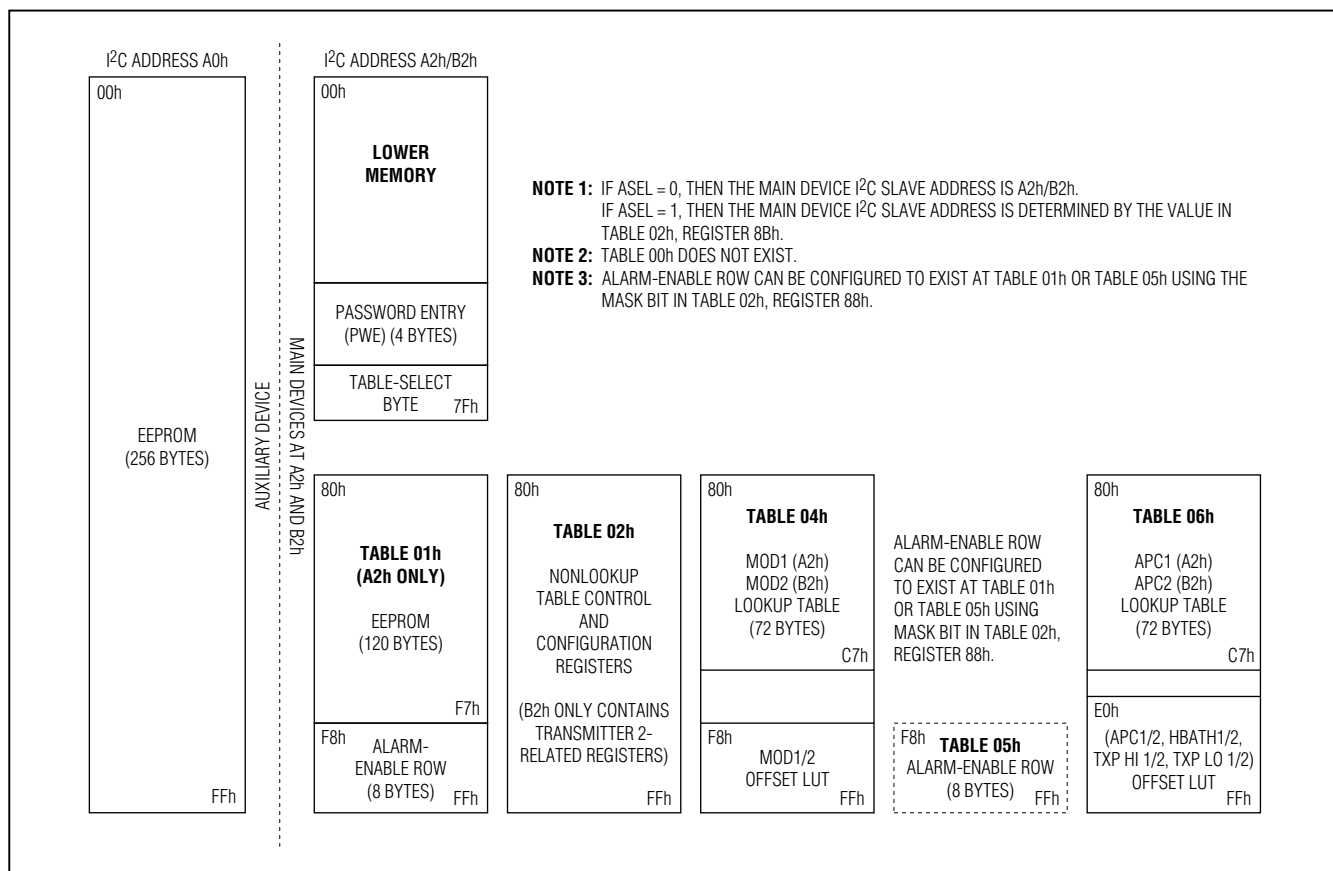 I2C ADDRESS A0h
00h
EEPROM
(256 BYTES)
FFh
AUXILIARY DEVICE
MAIN DEVICES AT A2h AND B2h
I2C ADDRESS A2h/B2h
00h
LOWER
MEMORY
PASSWORD ENTRY
(PWE) (4 BYTES)
TABLE-SELECT
BYTE
7Fh
NOTE 1: IF ASEL = 0, THEN THE MAIN DEVICE I2C SLAVE ADDRESS IS A2h/B2h.
IF ASEL = 1, THEN THE MAIN DEVICE I2C SLAVE ADDRESS IS DETERMINED BY THE VALUE IN
TABLE 02h, REGISTER 8Bh.
NOTE 2: TABLE 00h DOES NOT EXIST.
NOTE 3: ALARM-ENABLE ROW CAN BE CONFIGURED TO EXIST AT TABLE 01h OR TABLE 05h USING THE
MASK BIT IN TABLE 02h, REGISTER 88h.
80h
TABLE 01h
(A2h ONLY)
EEPROM
(120 BYTES)
F7h
F8h
ALARM-
ENABLE ROW
(8 BYTES)
FFh
80h
TABLE 02h
NONLOOKUP
TABLE CONTROL
AND
CONFIGURATION
REGISTERS
(B2h ONLY CONTAINS
TRANSMITTER 2-
RELATED REGISTERS)
FFh
80h
TABLE 04h
MOD1 (A2h)
MOD2 (B2h)
LOOKUP TABLE
(72 BYTES)
C7h
F8h
MOD1/2
OFFSET LUT
FFh
ALARM-ENABLE ROW
CAN BE CONFIGURED
TO EXIST AT TABLE 01h
OR TABLE 05h USING
MASK BIT IN TABLE 02h,
REGISTER 88h.
F8h
TABLE 05h
ALARM-ENABLE ROW
(8 BYTES)
FFh
80h
TABLE 06h
APC1 (A2h)
APC2 (B2h)
LOOKUP TABLE
(72 BYTES)
C7h
E0h
(APC1/2, HBATH1/2,
TXP HI 1/2, TXP LO 1/2)
OFFSET LUT
FFh